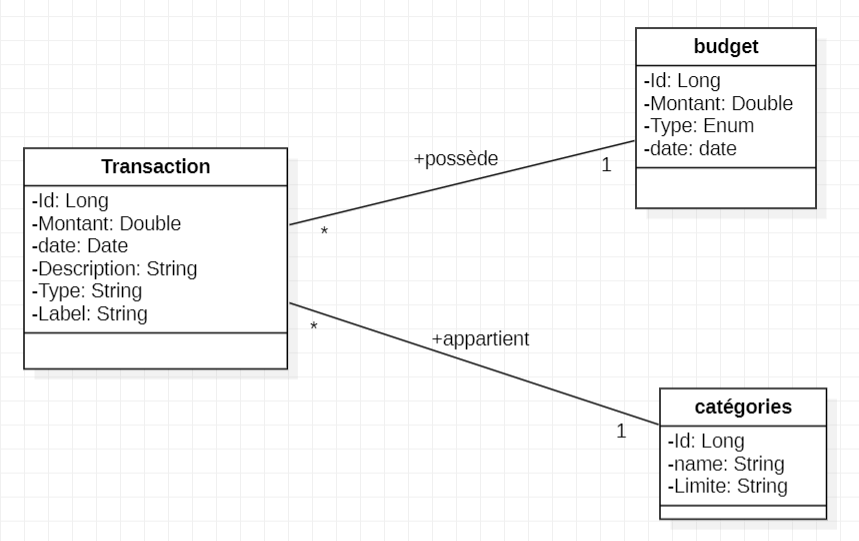 budget
-Id: Long
-Montant: Double
-Type: Enum
-date: date
+possède
1
*
Transaction
-Id: Long
-Montant: Double
-date: Date
-Description: String
-Type: String
-Label: String
*
+appartient
1
catégories
-Id: Long
-name: String
-Limite: String